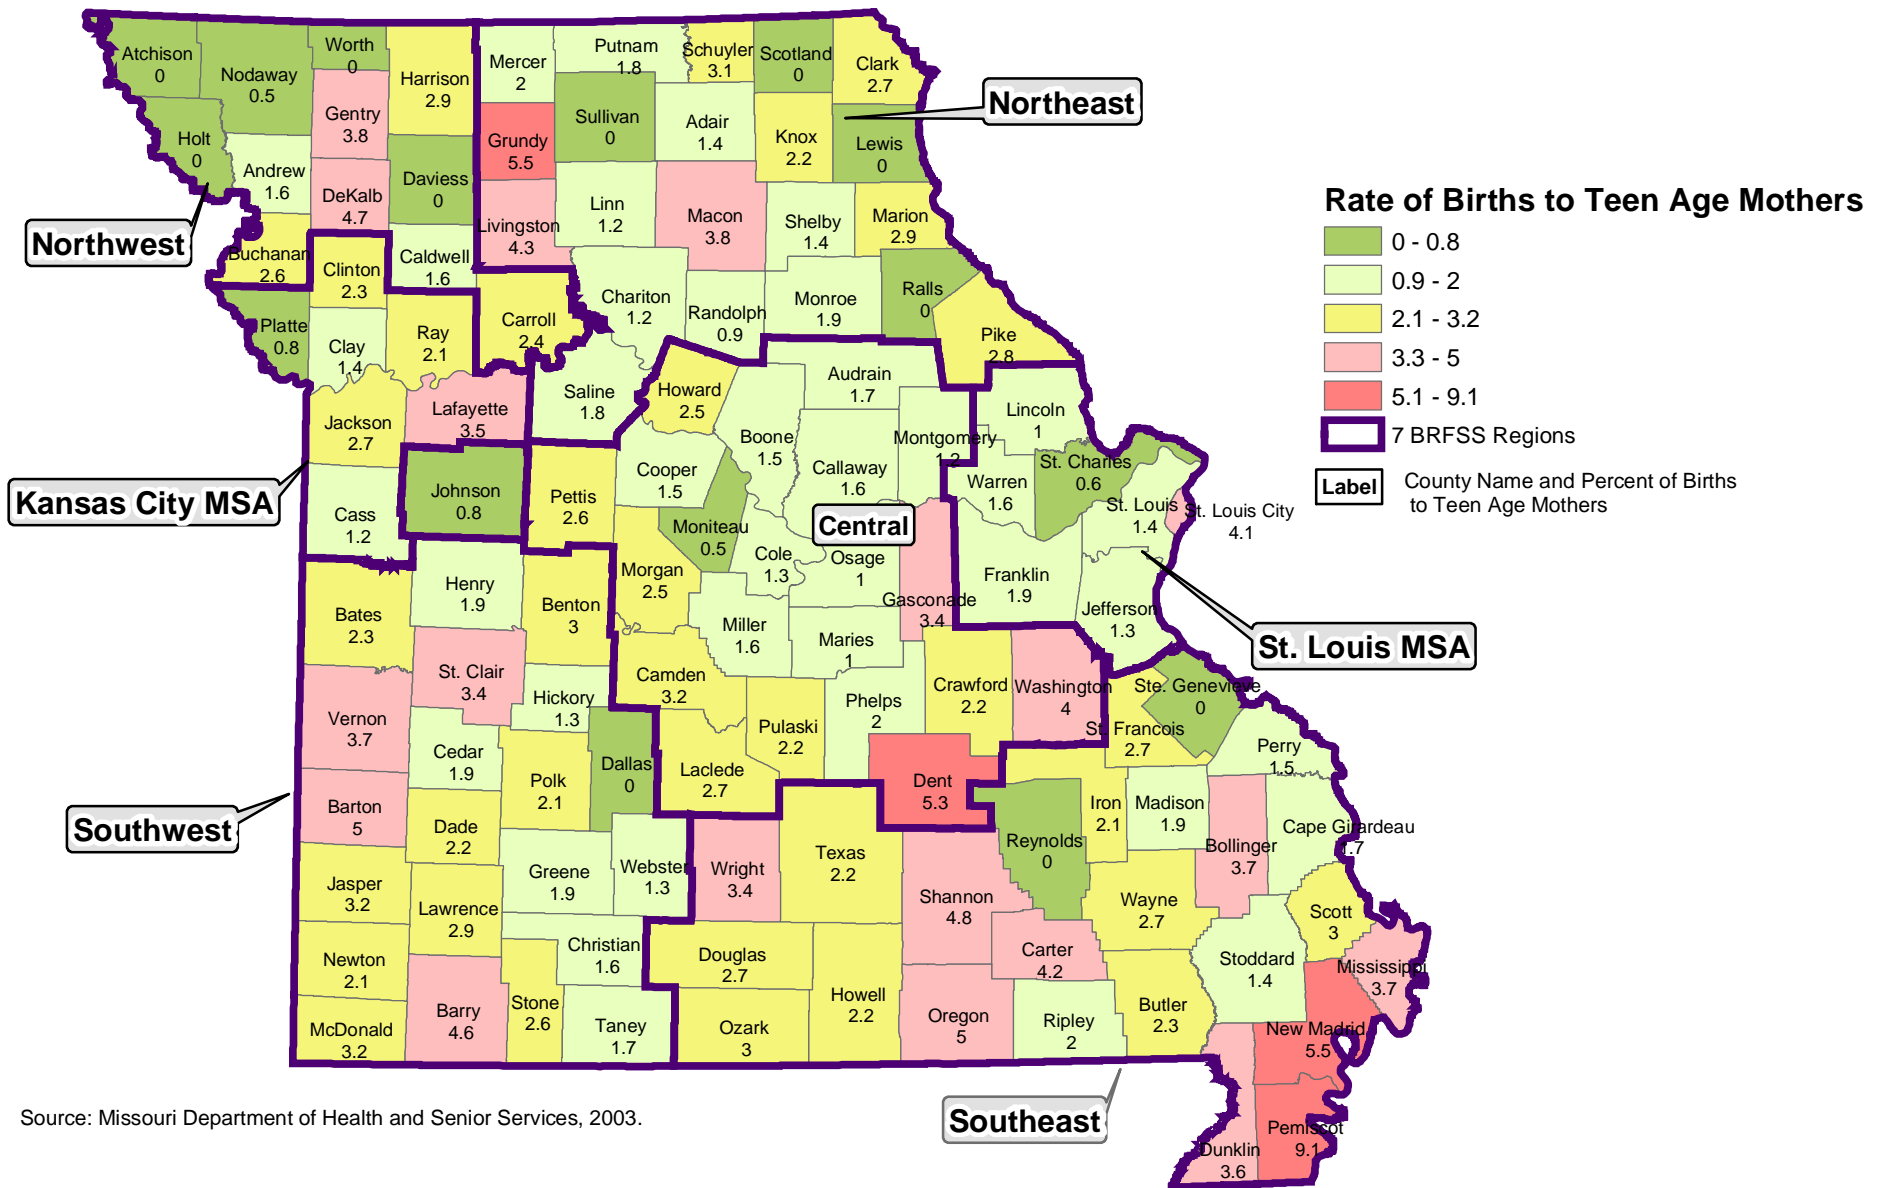 Atchison
0
Nodaway
0.5
Worth
0
Harrison
2.9
Mercer
2
Putnam
1.8
Schuyler
3.1
Scotland
0
Clark
2.7
Northeast
Holt
0
Gentry
3.8
Grundy
5.5
Sullivan
0
Adair
1.4
Knox
2.2
Lewis
0
Andrew
1.6
DeKalb
4.7
Daviess
0
Livingston
4.3
Linn
1.2
Macon
3.8
Shelby
1.4
Marion
2.9
Northwest
Buchanan
2.6
Clinton
2.3
Caldwell
1.6
Carroll
2.4
Chariton
1.2
Randolph
0.9
Monroe
1.9
Ralls
0
Pike
2.8
Platte
0.8
Clay
1.4
Ray
2.1
Saline
1.8
Howard
2.5
Audrain
1.7
Jackson
2.7
Lafayette
3.5
Boone
1.5
Callaway
1.6
Montgomery
1.2
Lincoln
1
Kansas City MSA
Cass
1.2
Johnson
0.8
Pettis
2.6
Cooper
1.5
Moniteau
0.5
Central
Warren
1.6
St. Charles
0.6
St. Louis
1.4
St. Louis City
4.1
Cole
1.3
Osage
1
Gasconade
3.4
Franklin
1.9
Jefferson
1.3
St. Louis MSA
Bates
2.3
Henry
1.9
Benton
3
Morgan
2.5
Miller
1.6
Maries
1
St. Clair
3.4
Hickory
1.3
Camden
3.2
Pulaski
2.2
Phelps
2
Crawford
2.2
Washington
4
Ste. Genevieve
0
St. Francois
2.7
Perry
1.5
Vernon
3.7
Cedar
1.9
Polk
2.1
Dallas
0
Laclede
2.7
Dent
5.3
Iron
2.1
Madison
1.9
Bollinger
3.7
Cape Girardeau
1.7
Southwest
Barton
5
Dade
2.2
Greene
1.9
Webster
1.3
Wright
3.4
Texas
2.2
Shannon
4.8
Reynolds
0
Wayne
2.7
Scott
3
Jasper
3.2
Lawrence
2.9
Christian
1.6
Douglas
2.7
Howell
2.2
Carter
4.2
Butler
2.3
Stoddard
1.4
Mississippi
3.7
Newton
2.1
McDonald
3.2
Barry
4.6
Stone
2.6
Taney
1.7
Ozark
3
Oregon
5
Ripley
2
New Madrid
5.5
Dunklin
3.6
Pemiscot
9.1
Southeast
Rate of Births to Teen Age Mothers
0 - 0.8
0.9 - 2
2.1 - 3.2
3.3 - 5
5.1 - 9.1
7 BRFSS Regions
Label
County Name and Percent of Births
to Teen Age Mothers
Source: Missouri Department of Health and Senior Services, 2003.